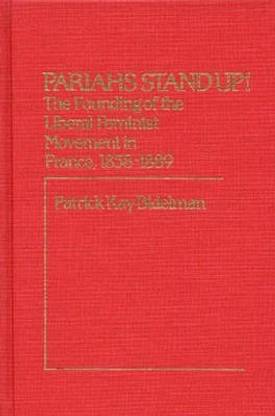 PARIAHS STAND UP!
The Founding of the
Liberal Feminist
Movement in
France, 1858-1889
Patrick Kay Bidelman